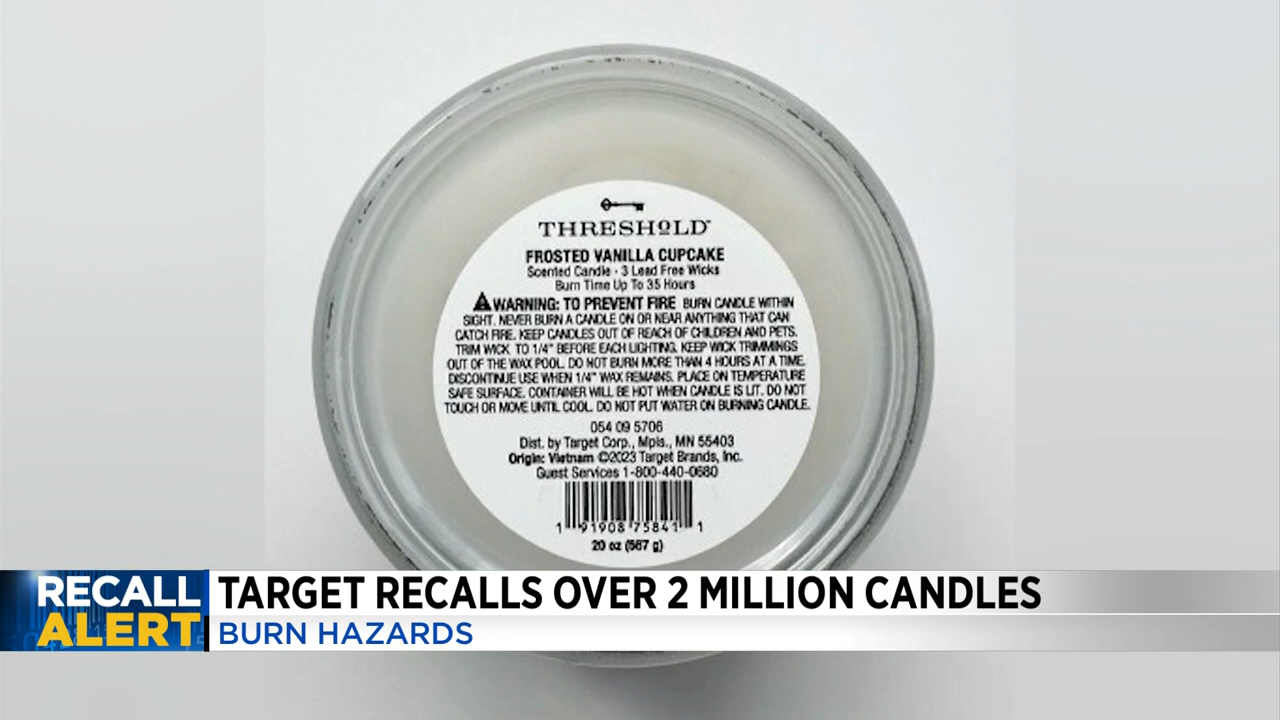 THRESHOLD™
FROSTED VANILLA CUPCAKE
Scented Candle · 3 Lead Free Wicks
Burn Time Up To 35 Hours
WARNING: TO PREVENT FIRE BURN CANDLE WITHIN
SIGHT. NEVER BURN A CANDLE ON OR NEAR ANYTHING THAT CAN
CATCH FIRE. KEEP CANDLES OUT OF REACH OF CHILDREN AND PETS.
TRIM WICK TO 1/4" BEFORE EACH LIGHTING. KEEP WICK TRIMMINGS
OUT OF THE WAX POOL. DO NOT BURN MORE THAN 4 HOURS AT A TIME.
DISCONTINUE USE WHEN 1/4" WAX REMAINS. PLACE ON TEMPERATURE
SAFE SURFACE. CONTAINER WILL BE HOT WHEN CANDLE IS LIT. DO NOT
TOUCH OR MOVE UNTIL COOL. DO NOT PUT WATER ON BURNING CANDLE.
054 09 5706
Dist. by Target Corp., Mpls., MN 55403
Origin: Vietnam ©2023 Target Brands, Inc.
Guest Services 1-800-440-0680
1 91908 75841 1
20 oz (567 g)
RECALL
ALERT
TARGET RECALLS OVER 2 MILLION CANDLES
BURN HAZARDS